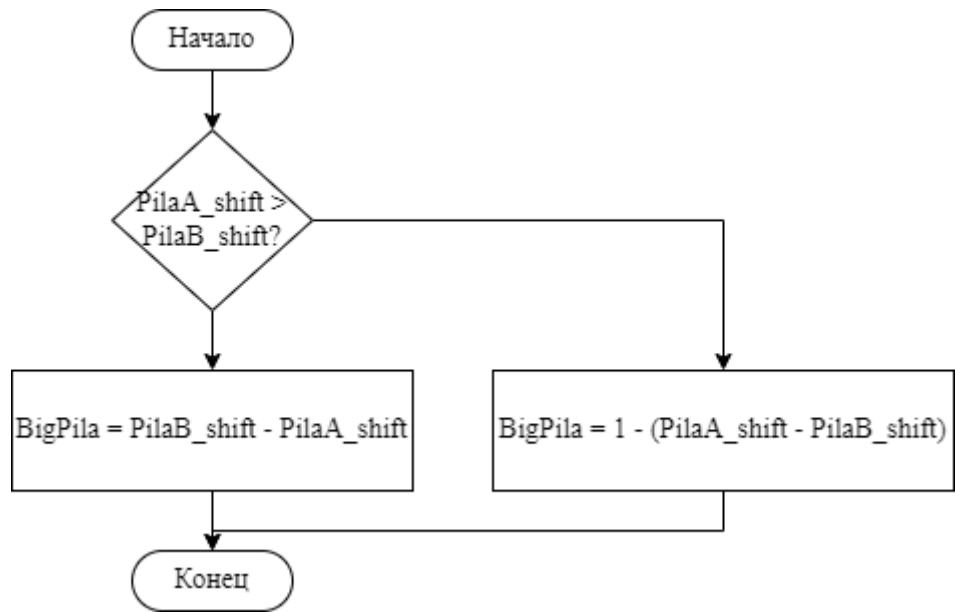 Начало
PilaA_shift >
PilaB_shift?
BigPila = PilaB_shift - PilaA_shift
BigPila = 1 - (PilaA_shift - PilaB_shift)
Конец